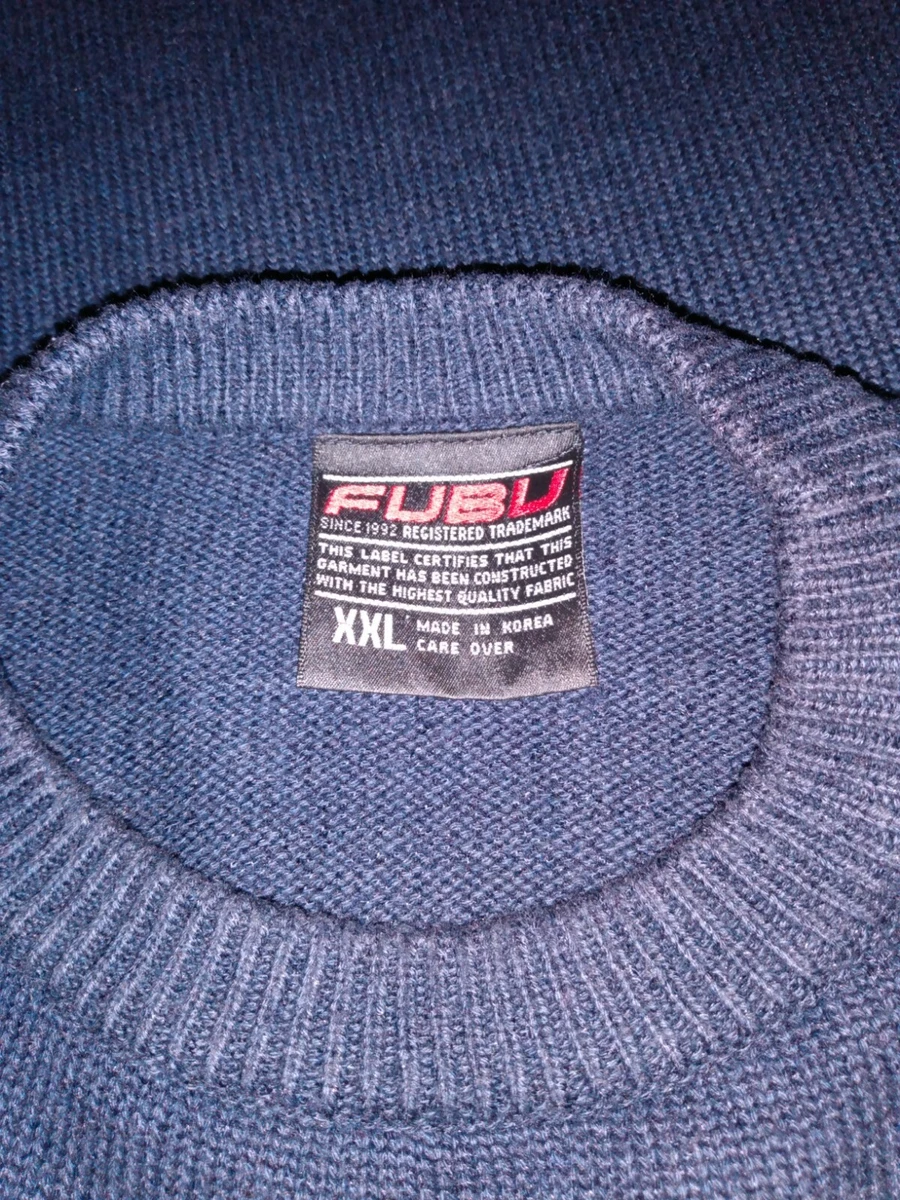 FUBU
SINCE 1992 REGISTERED TRADEMARK
THIS LABEL CERTIFIES THAT THIS
GARMENT HAS BEEN CONSTRUCTED
WITH THE HIGHEST QUALITY FABRIC
XXL MADE IN KOREA
CARE OVER